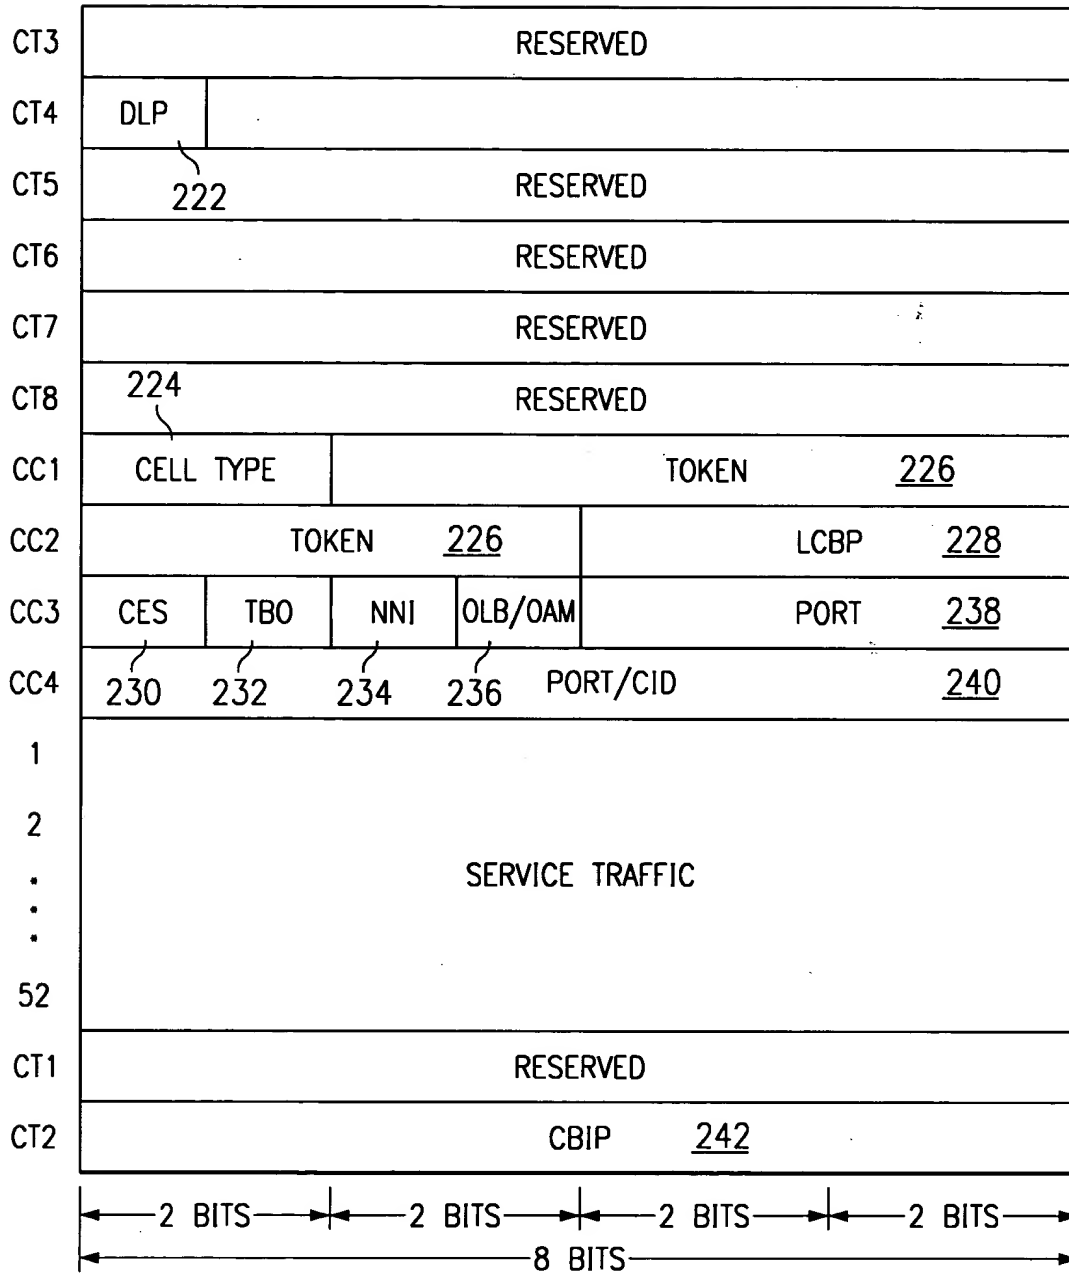 CT3 RESERVED
CT4 DLP
222
CT5 RESERVED
CT6 RESERVED
CT7 RESERVED
224
CT8 RESERVED
CC1 CELL TYPE TOKEN 226
CC2 TOKEN 226 LCBP 228
CC3 CES TBO NNI OLB/OAM PORT 238
230 232 234 236
CC4 PORT/CID 240
1
2
SERVICE TRAFFIC
52
CT1 RESERVED
CT2 CBIP 242
2 BITS 2 BITS 2 BITS 2 BITS
8 BITS